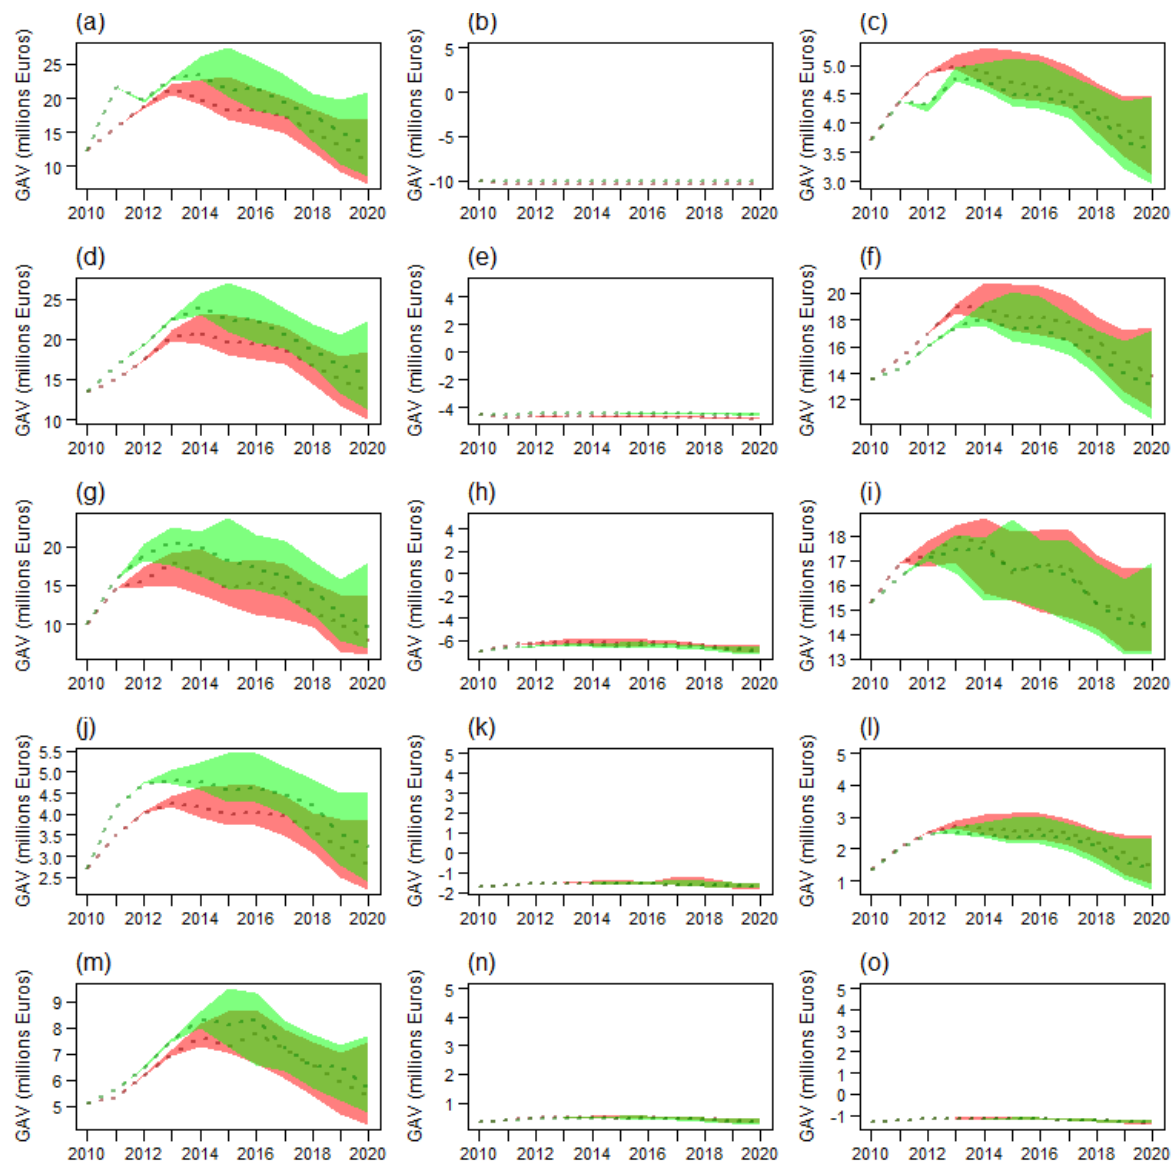 (a) (b) (c)
GAV (millions Euros) 25 20 15 10
GAV (millions Euros) 5 0 -5 -10
GAV (millions Euros) 5.0 4.5 4.0 3.5 3.0
2010 2012 2014 2016 2018 2020 2010 2012 2014 2016 2018 2020 2010 2012 2014 2016 2018 2020
(d) (e) (f)
GAV (millions Euros) 25 20 15 10
GAV (millions Euros) 4 2 0 -2 -4
GAV (millions Euros) 20 18 16 14 12
2010 2012 2014 2016 2018 2020 2010 2012 2014 2016 2018 2020 2010 2012 2014 2016 2018 2020
(g) (h) (i)
GAV (millions Euros) 20 15 10
GAV (millions Euros) 4 2 0 -2 -4 -6
GAV (millions Euros) 18 17 16 15 14 13
2010 2012 2014 2016 2018 2020 2010 2012 2014 2016 2018 2020 2010 2012 2014 2016 2018 2020
(j) (k) (l)
GAV (millions Euros) 5.5 5.0 4.5 4.0 3.5 3.0 2.5
GAV (millions Euros) 5 4 3 2 1 0 -1 -2
GAV (millions Euros) 5 4 3 2 1
2010 2012 2014 2016 2018 2020 2010 2012 2014 2016 2018 2020 2010 2012 2014 2016 2018 2020
(m) (n) (o)
GAV (millions Euros) 9 8 7 6 5
GAV (millions Euros) 5 4 3 2 1
GAV (millions Euros) 5 4 3 2 1 0 -1
2010 2012 2014 2016 2018 2020 2010 2012 2014 2016 2018 2020 2010 2012 2014 2016 2018 2020